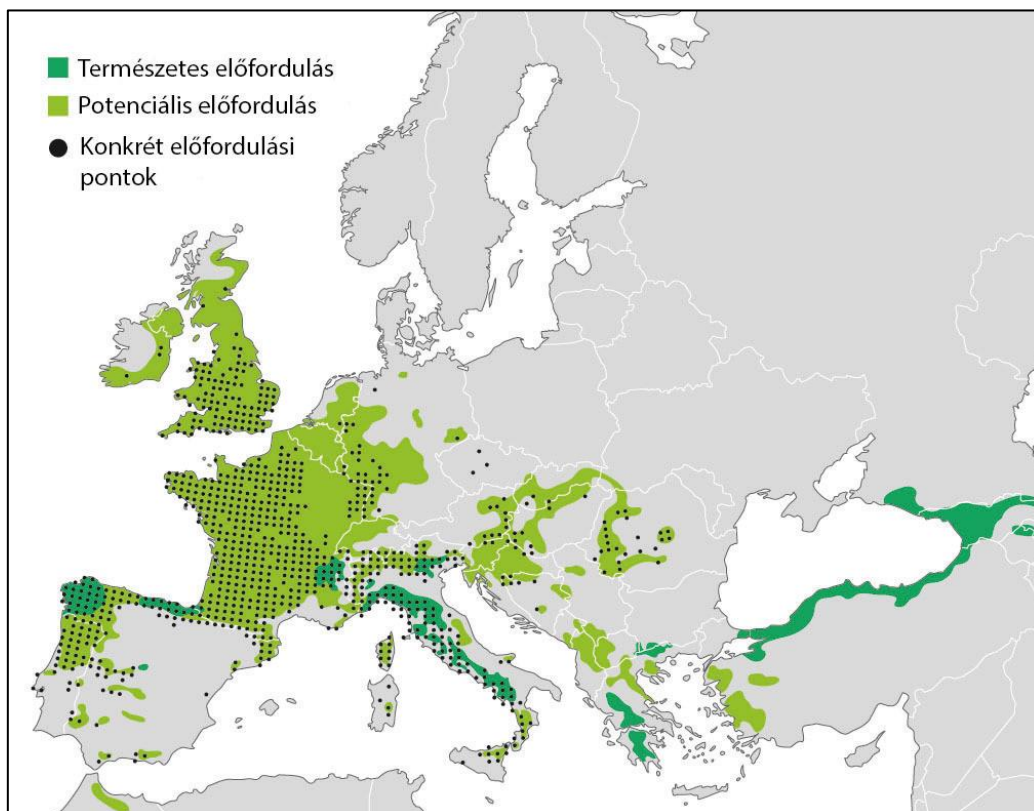 Természetes előfordulás
Potenciális előfordulás
Konkrét előfordulási
pontok